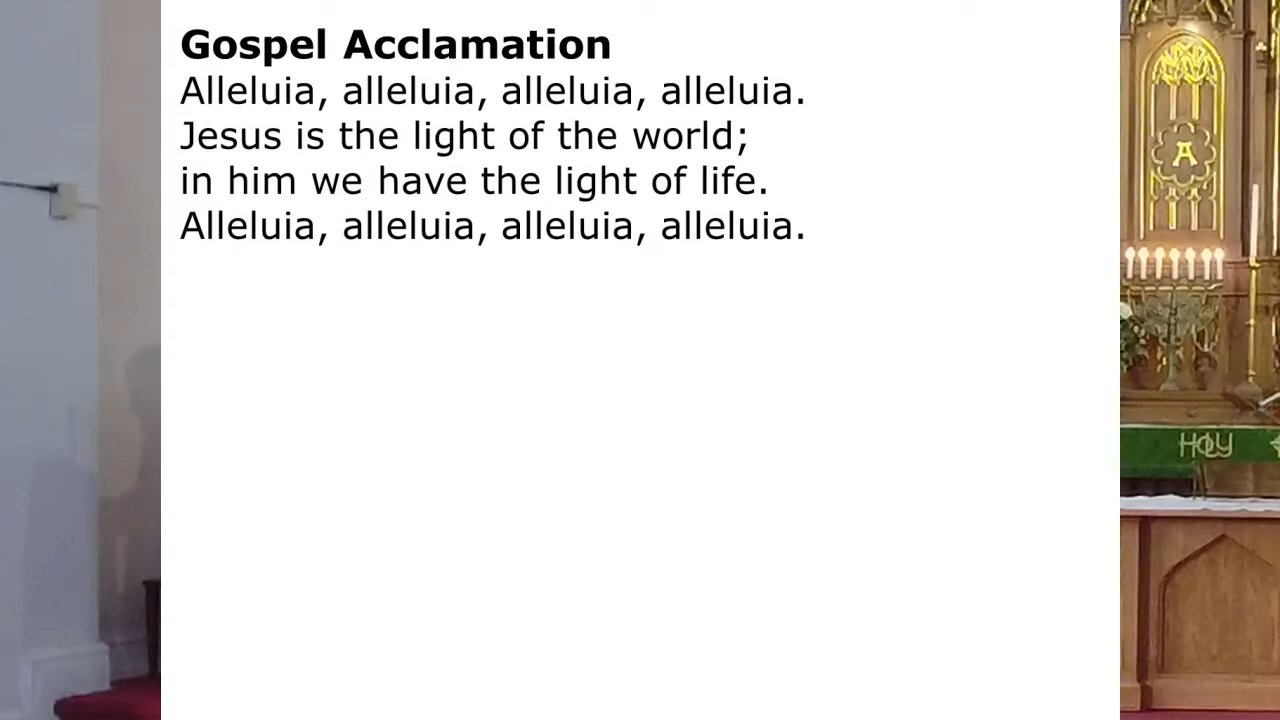 Gospel Acclamation
Alleluia, alleluia, alleluia, alleluia.
Jesus is the light of the world;
in him we have the light of life.
Alleluia, alleluia, alleluia, alleluia.
A
HOLY